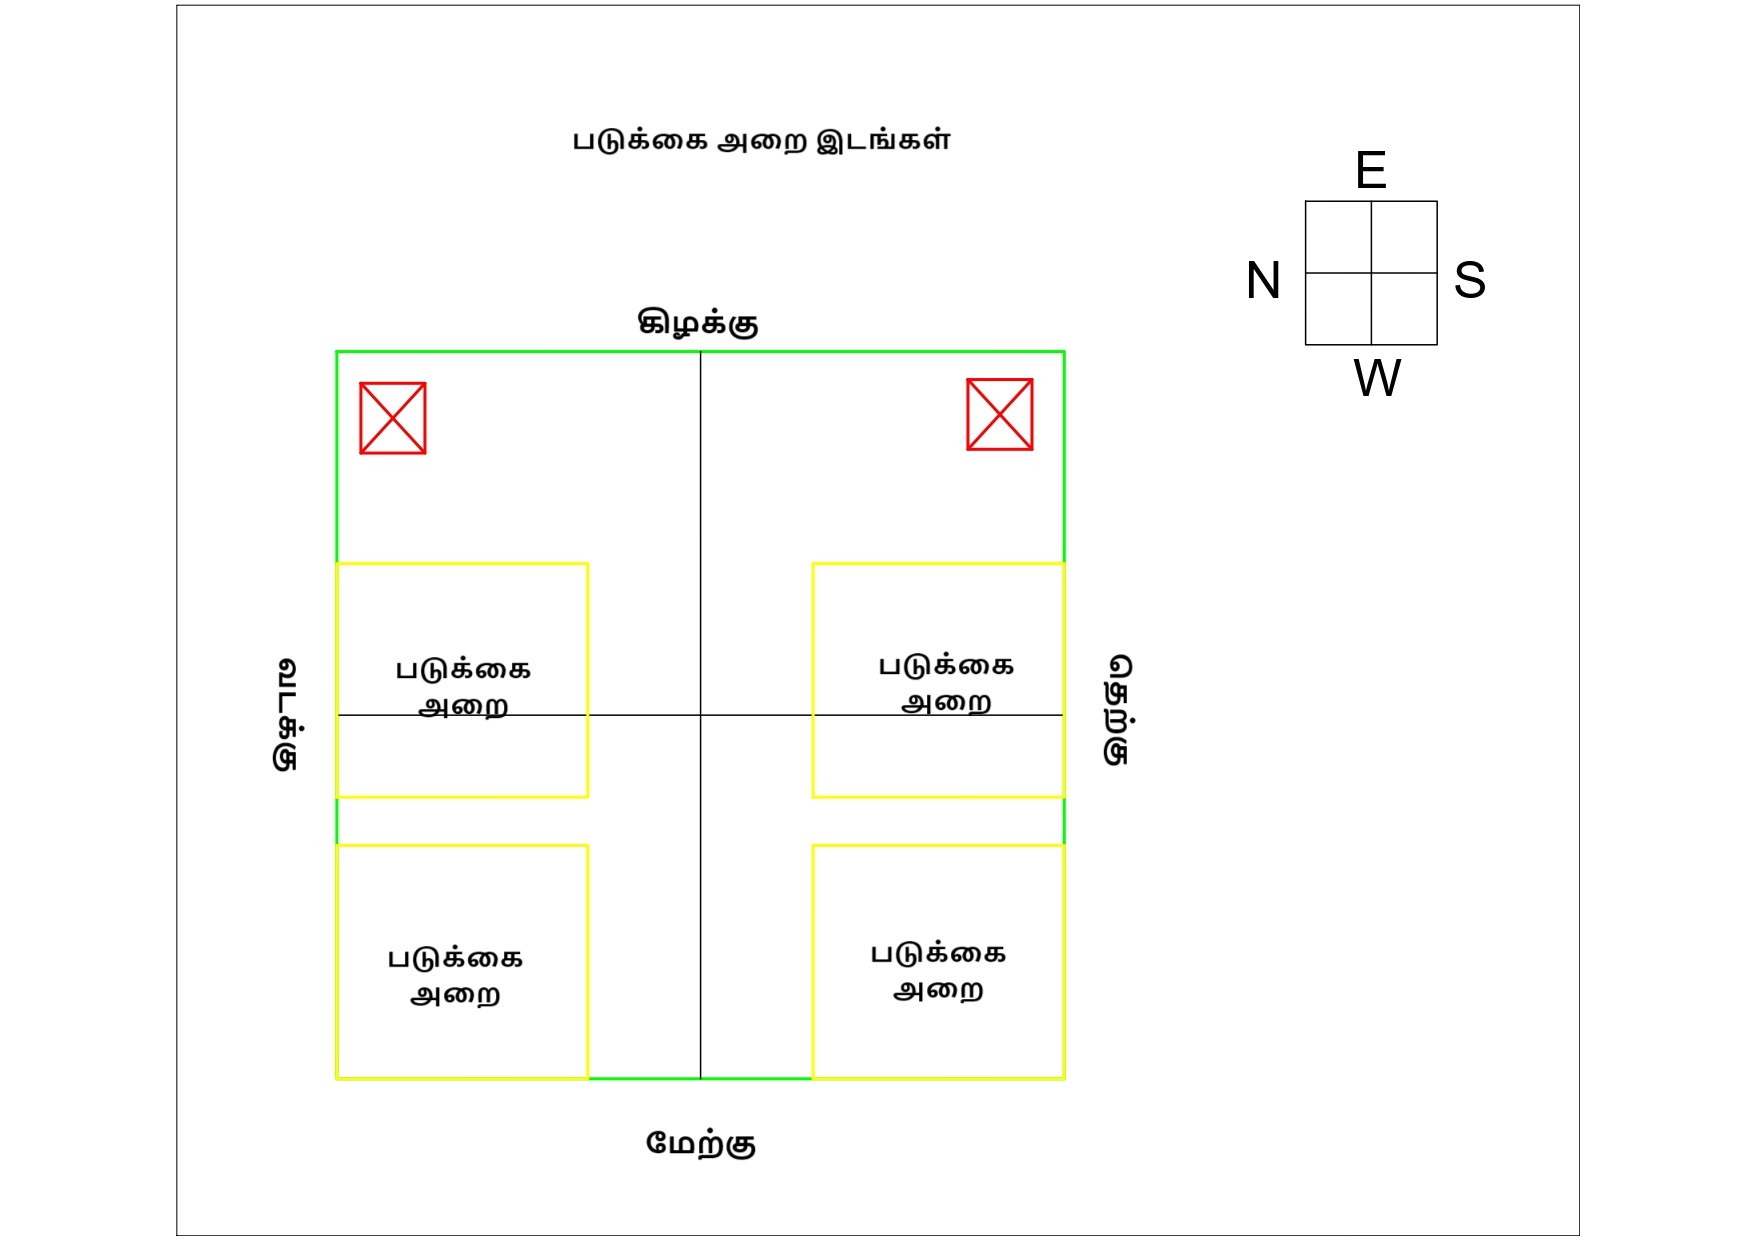 படுக்கை அறை இடங்கள்
E
N
S
W
கிழக்கு
படுக்கை
அறை
படுக்கை
அறை
வடக்கு
தெற்கு
படுக்கை
அறை
படுக்கை
அறை
மேற்கு